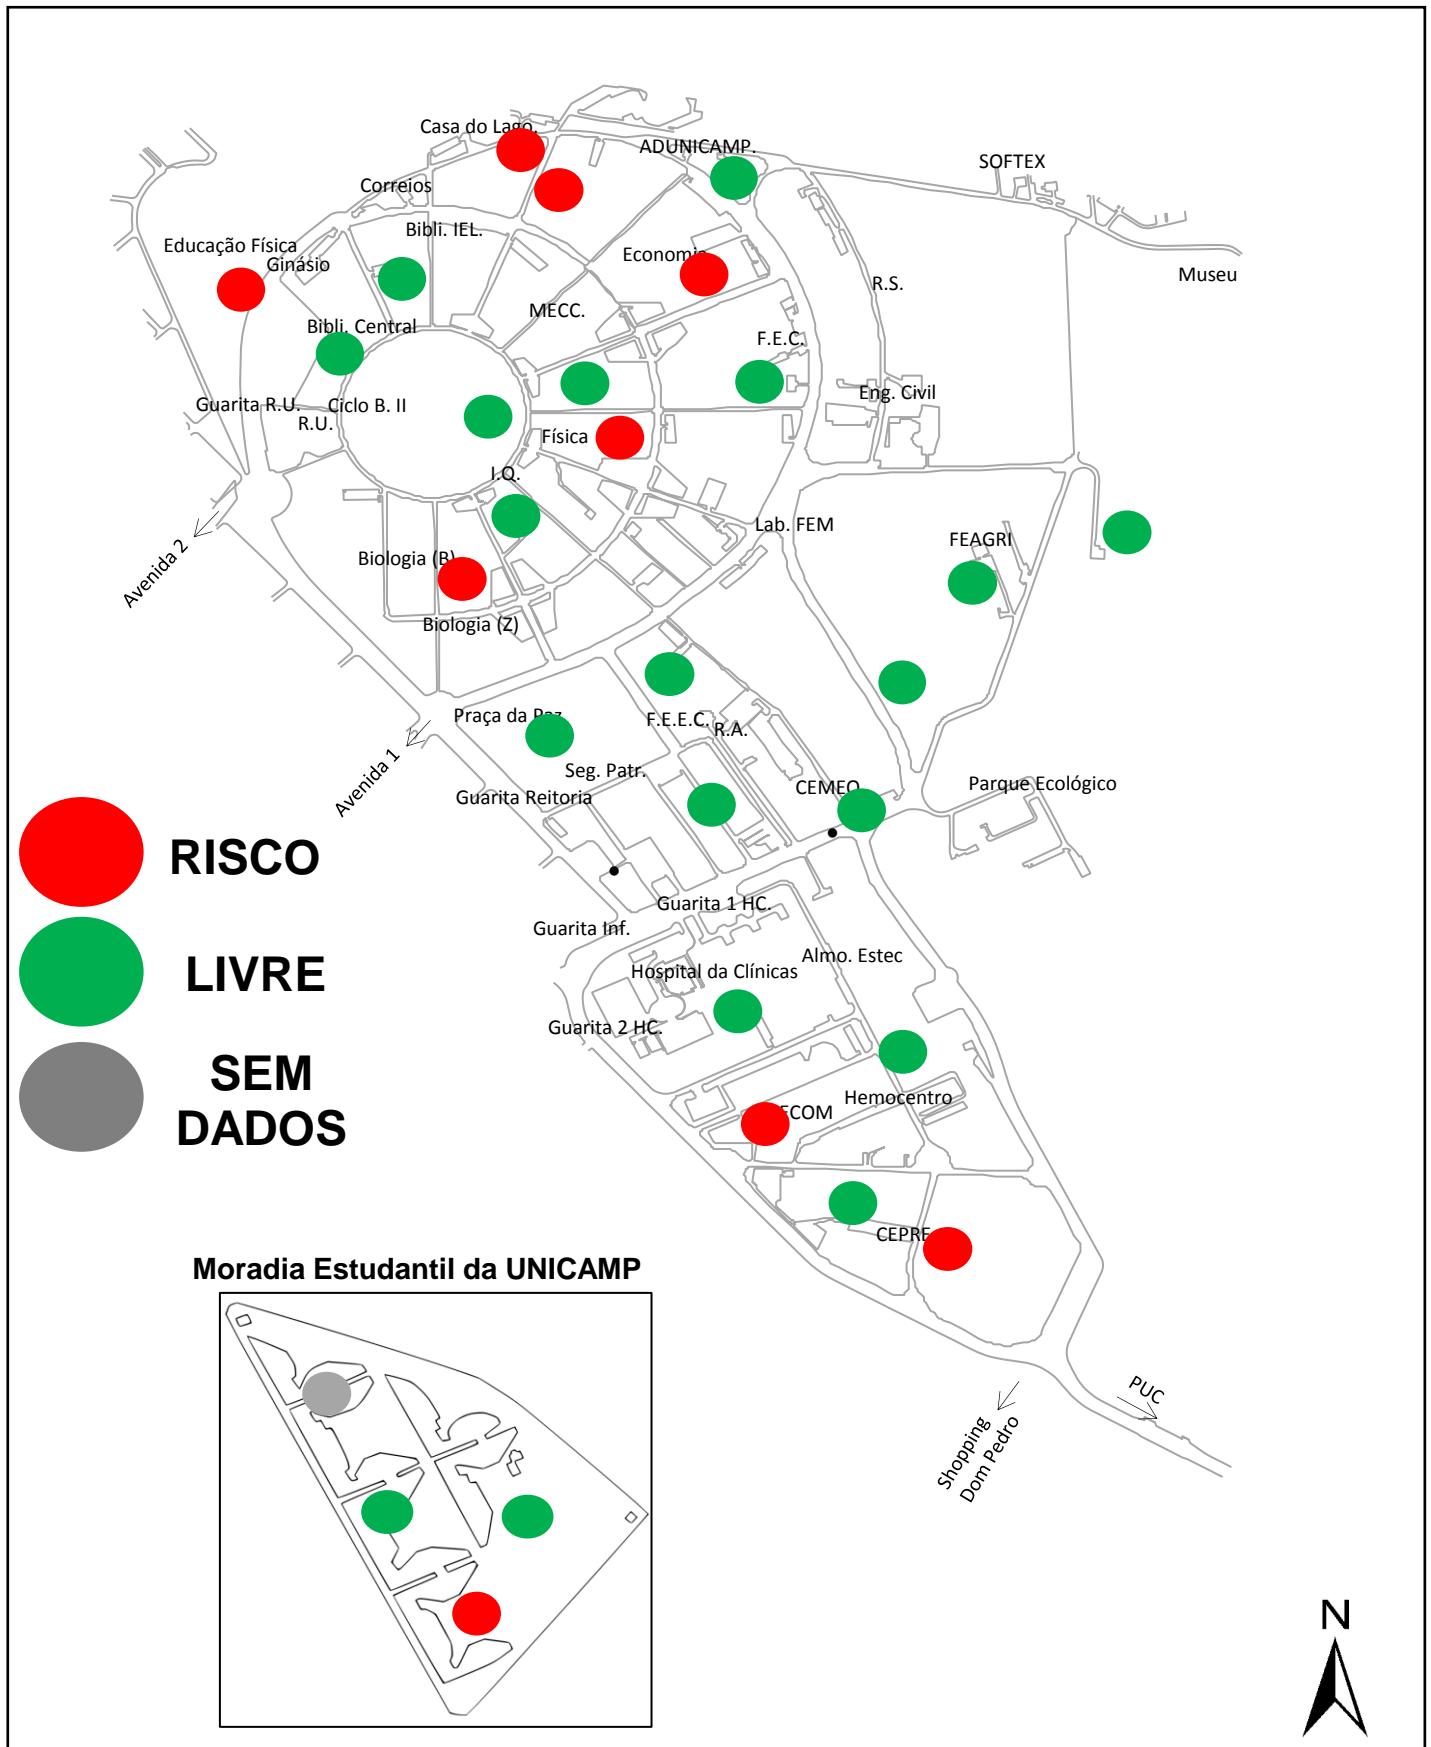 Casa do Lago.
ADUNICAMP.
SOFTEX
Correios
Bibli. IEL.
Educação Física
Ginásio
Economia
Museu
R.S.
MECC.
Bibli. Central
F.E.C.
Eng. Civil
Guarita R.U.
Ciclo B. II
R.U.
Física
I.Q.
Lab. FEM
FEAGRI
Avenida 2
Biologia (B)
Biologia (Z)
Praça da Paz
F.E.E.C.
R.A.
Avenida 1
Seg. Patr.
Guarita Reitoria
CEMEQ
Parque Ecológico
RISCO
LIVRE
SEM
DADOS
Guarita 1 HC.
Guarita Inf.
Almo. Estec
Hospital da Clínicas
Guarita 2 HC.
Hemocentro
ECOM
CEPRE
Moradia Estudantil da UNICAMP
PUC
Shopping
Dom Pedro
N